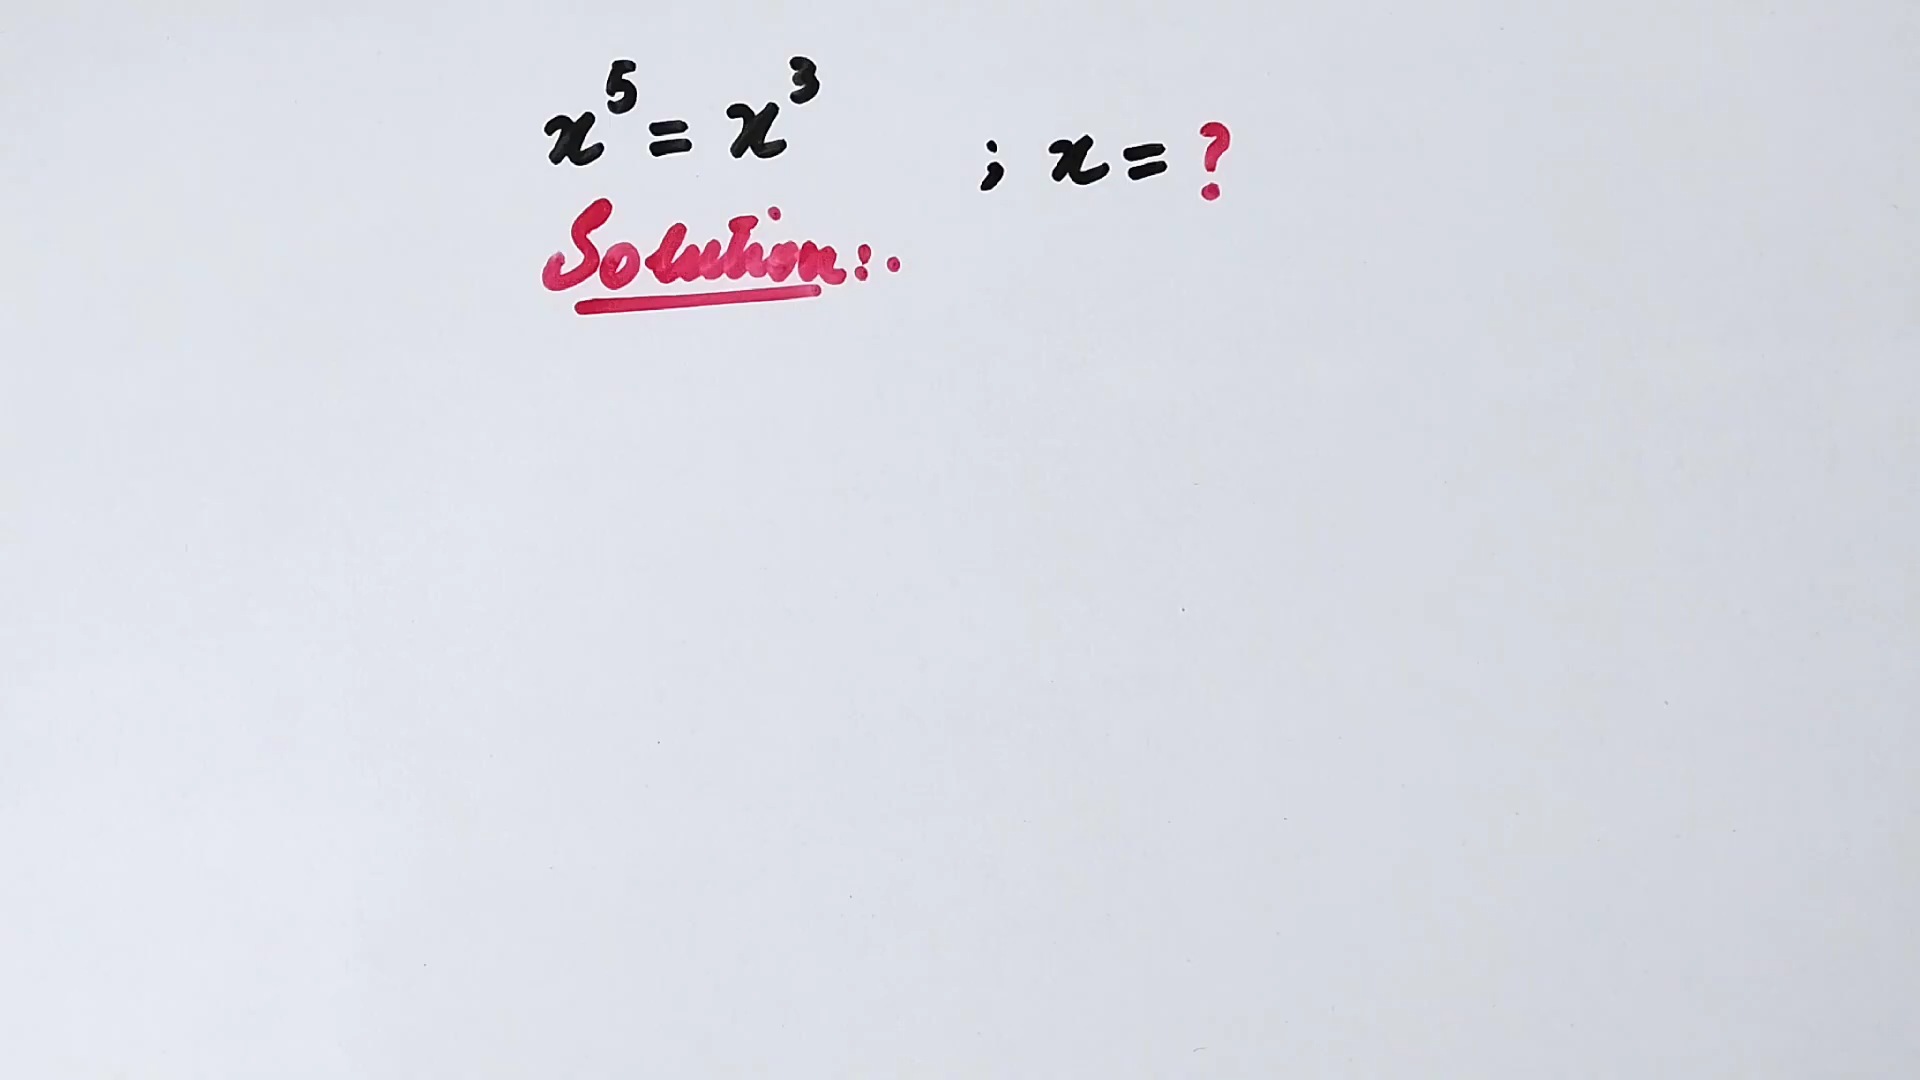 x⁵ = x³ ; x = ?
Solution:.